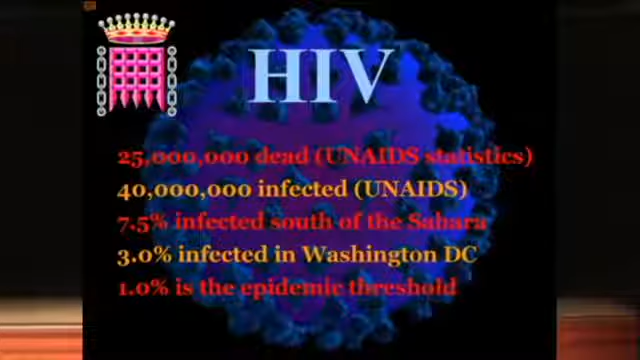 HIV
25,000,000 dead (UNAIDS statistics)
40,000,000 infected (UNAIDS)
7.5% infected south of the Sahara
3.0% infected in Washington DC
1.0% is the epidemic threshold